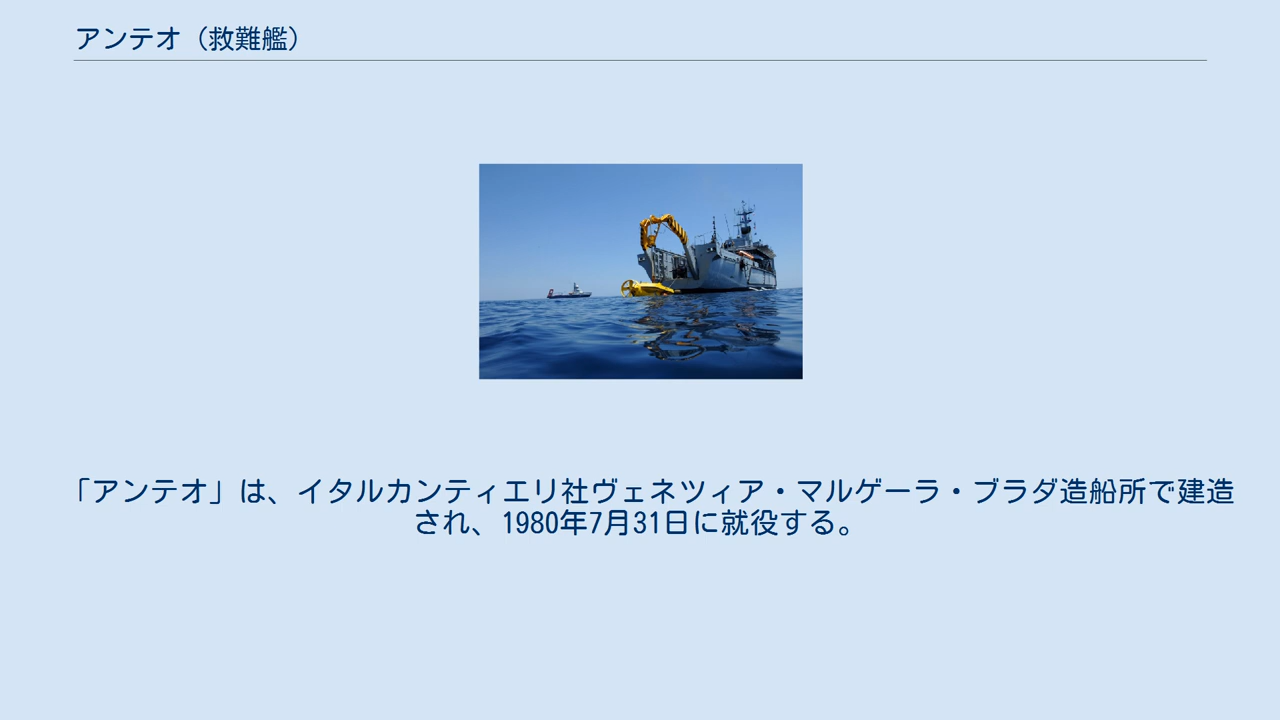 アンテオ（救難艦）
「アンテオ」は、イタルカンティエリ社ヴェネツィア・マルゲーラ・ブラダ造船所で建造
され、1980年7月31日に就役する。